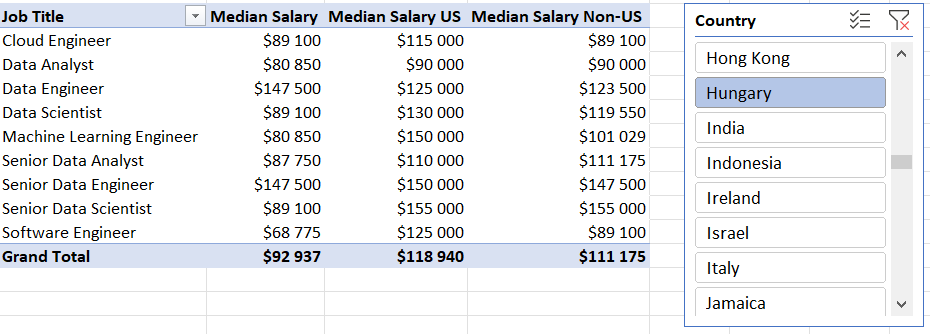 Job Title Median Salary Median Salary US Median Salary Non-US
Cloud Engineer $89 100 $115 000 $89 100
Data Analyst $80 850 $90 000 $90 000
Data Engineer $147 500 $125 000 $123 500
Data Scientist $89 100 $130 000 $119 550
Machine Learning Engineer $80 850 $150 000 $101 029
Senior Data Analyst $87 750 $110 000 $111 175
Senior Data Engineer $147 500 $150 000 $147 500
Senior Data Scientist $89 100 $155 000 $155 000
Software Engineer $68 775 $125 000 $89 100
Grand Total $92 937 $118 940 $111 175
Country
Hong Kong
Hungary
India
Indonesia
Ireland
Israel
Italy
Jamaica